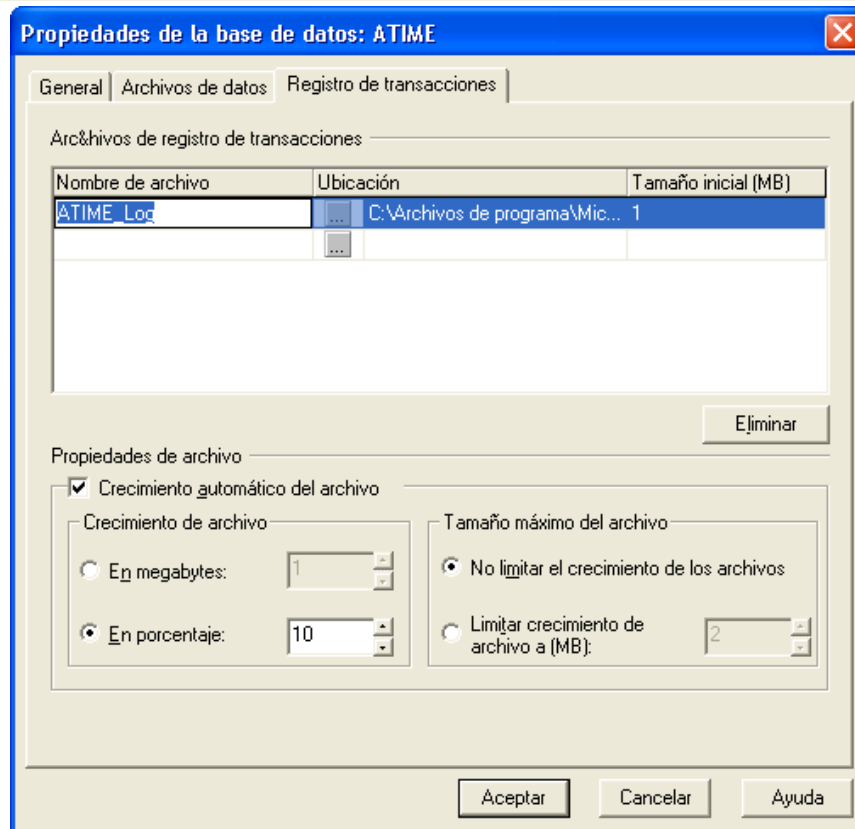 Propiedades de la base de datos: ATIME
General Archivos de datos Registro de transacciones
Arc&hivos de registro de transacciones
Nombre de archivo Ubicación Tamaño inicial (MB)
ATIME_Log ... C:\Archivos de programa\Mic... 1
...
Eliminar
Propiedades de archivo
Crecimiento automático del archivo
Crecimiento de archivo Tamaño máximo del archivo
En megabytes: 1 No limitar el crecimiento de los archivos
En porcentaje: 10 Limitar crecimiento de
archivo a (MB): 2
Aceptar Cancelar Ayuda